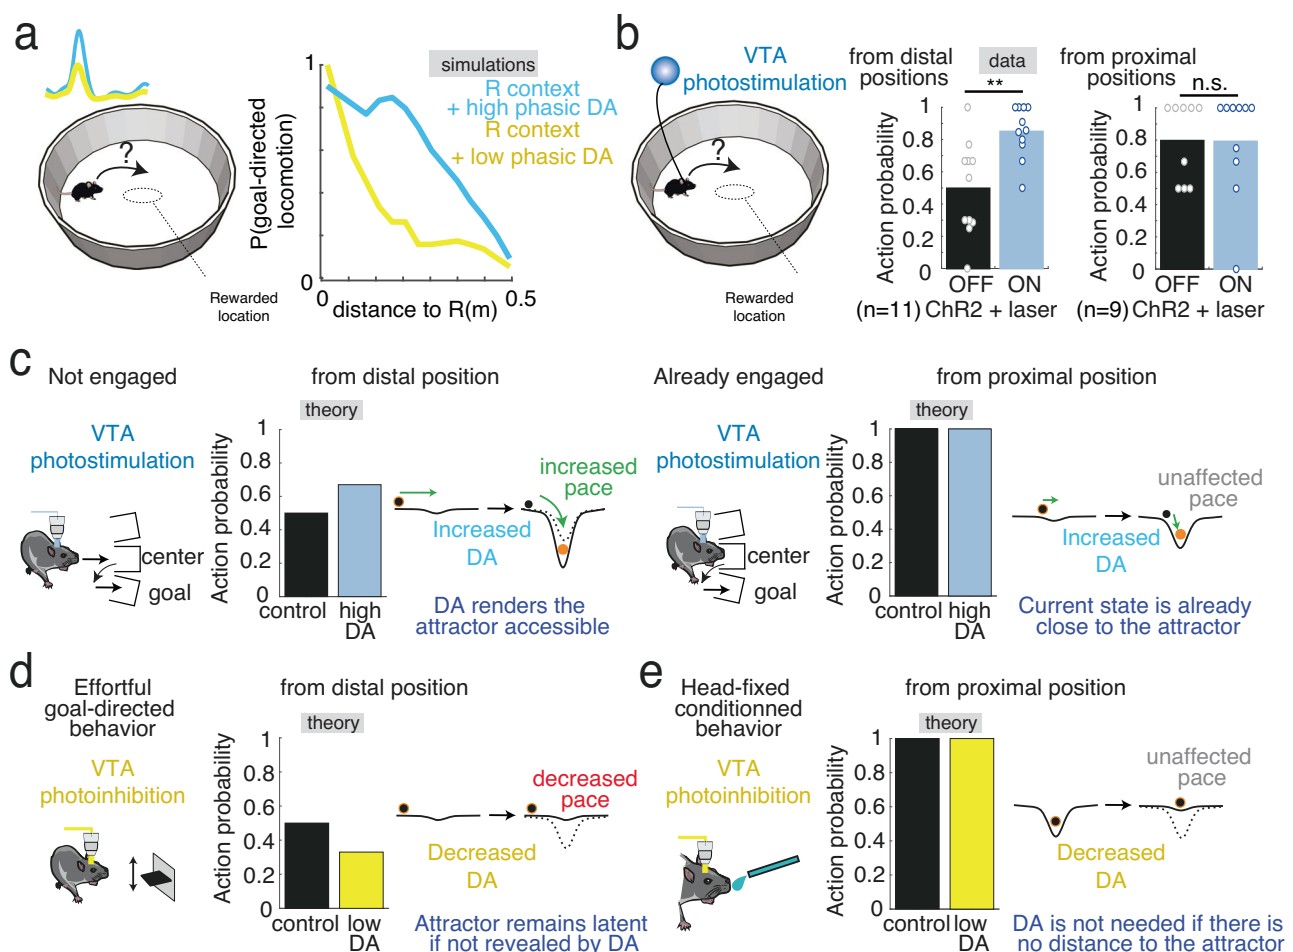 a
?
Rewarded
location
simulations
R context
+ high phasic DA
R context
+ low phasic DA
P(goal-directed
locomotion)
1
0
0
0.5
distance to R(m)
b
VTA
photostimulation
?
Rewarded
location
from distal
positions
data
**
Action probability
1
0.8
0.6
0.4
0.2
0
OFF
ON
(n=11) ChR2 + laser
from proximal
positions
n.s.
Action probability
1
0.8
0.6
0.4
0.2
0
OFF
ON
(n=9) ChR2 + laser
c
Not engaged
from distal position
VTA
photostimulation
center
goal
theory
Action probability
1
0.8
0.6
0.4
0.2
0
control
high
DA
increased
pace
Increased
DA
DA renders the
attractor accessible
Already engaged
from proximal position
VTA
photostimulation
center
goal
theory
Action probability
1
0.8
0.6
0.4
0.2
0
control
high
DA
unaffected
pace
Increased
DA
Current state is already
close to the attractor
d
Effortful
goal-directed
behavior
from distal position
VTA
photoinhibition
theory
Action probability
1
0.8
0.6
0.4
0.2
0
control
low
DA
decreased
pace
Decreased
DA
Attractor remains latent
if not revealed by DA
e
Head-fixed
conditionned
behavior
from proximal position
VTA
photoinhibition
theory
Action probability
1
0.8
0.6
0.4
0.2
0
control
low
DA
unaffected
pace
Decreased
DA
DA is not needed if there is
no distance to the attractor